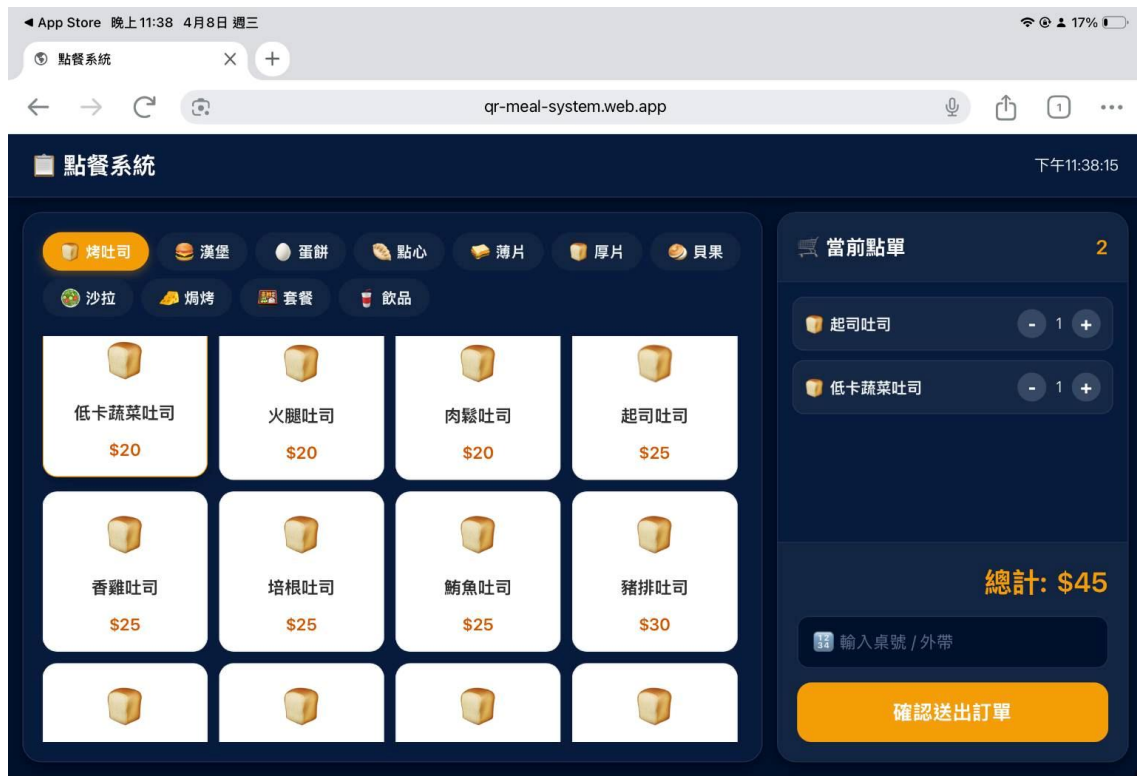 App Store 晚上11:38 4月8日 週三
17%
點餐系統
qr-meal-system.web.app
1
點餐系統
下午11:38:15
烤吐司 漢堡 蛋餅 點心 薄片 厚片 貝果
沙拉 焗烤 套餐 飲品
低卡蔬菜吐司 火腿吐司 肉鬆吐司 起司吐司
$20 $20 $20 $25
香雞吐司 培根吐司 鮪魚吐司 豬排吐司
$25 $25 $25 $30
當前點單 2
起司吐司 - 1 +
低卡蔬菜吐司 - 1 +
總計: $45
輸入桌號 / 外帶
確認送出訂單